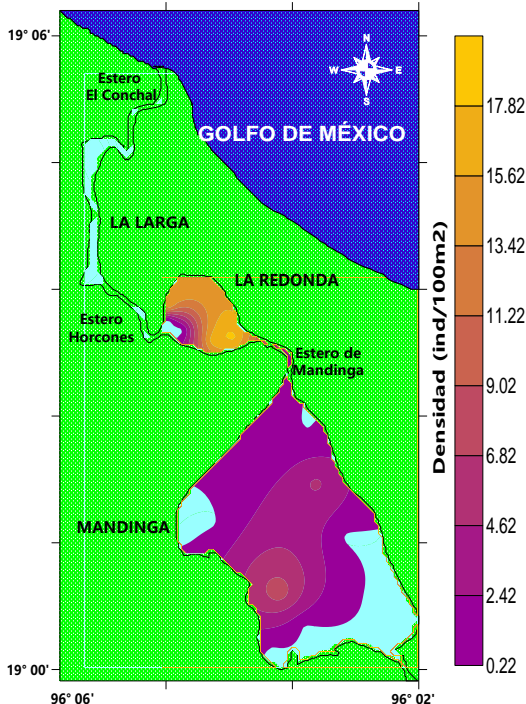 19° 06'
N
W
E
S
Estero
El Conchal
GOLFO DE MÉXICO
LA LARGA
LA REDONDA
Estero
Horcones
Estero de
Mandinga
MANDINGA
19° 00'
96° 06'
96° 02'
Densidad (ind/100m2)
17.82
15.62
13.42
11.22
9.02
6.82
4.62
2.42
0.22